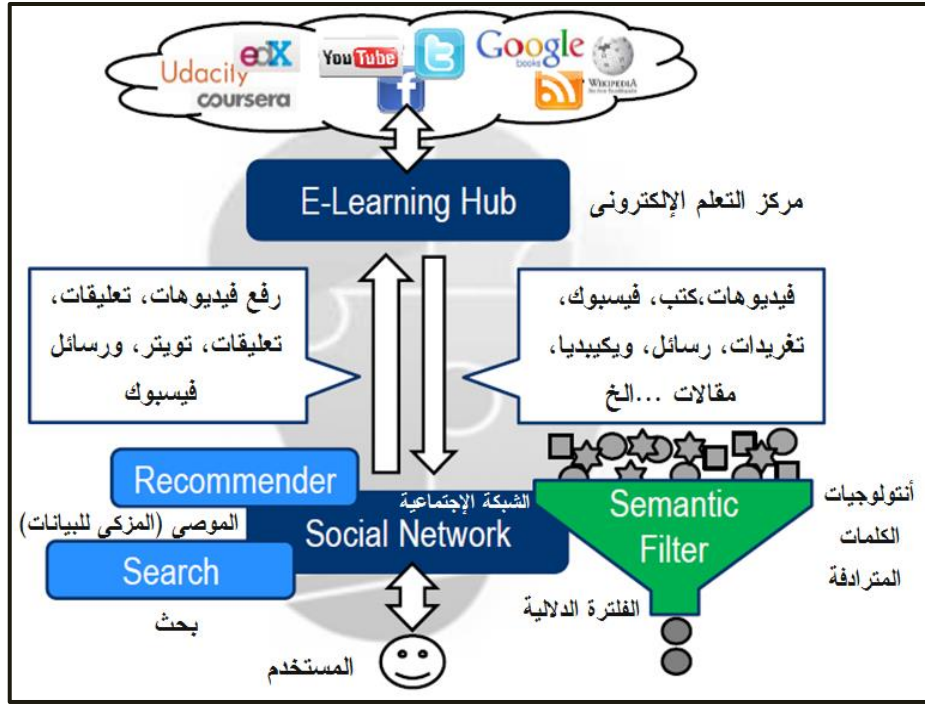 Udacity
edX
coursera
You Tube
Google
books
WIKIPEDIA
E-Learning Hub
مركز التعلم الإلكترونى
رفع فيديوهات، تعليقات،
تعليقات، تويتر، ورسائل
فيسبوك
فيديوهات،كتب، فيسبوك،
تغريدات، رسائل، ويكيبديا،
مقالات ...الخ
Recommender
الموصى (المزكى للبيانات)
الشبكة الإجتماعية
Social Network
Search
بحث
Semantic
Filter
أنتولوجيات
الكلمات
المترادفة
الفلترة الدلالية
المستخدم